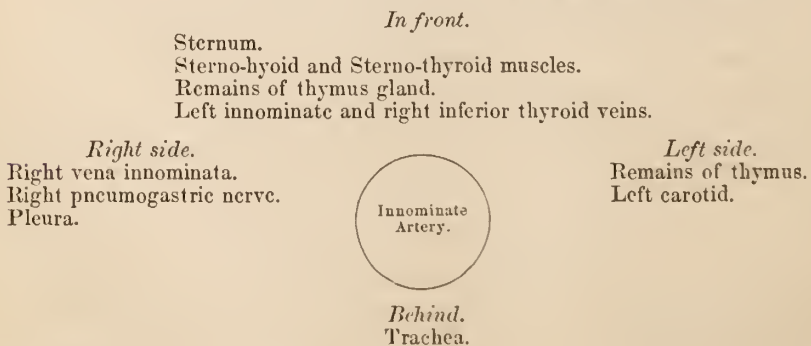 In front.
Sternum.
Sterno-hyoid and Sterno-thyroid muscles.
Remains of thymus gland.
Left innominate and right inferior thyroid veins.
Right side.
Right vena innominata.
Right pneumogastric nerve.
Pleura.
Innominate
Artery.
Left side.
Remains of thymus.
Left carotid.
Behind.
Trachea.